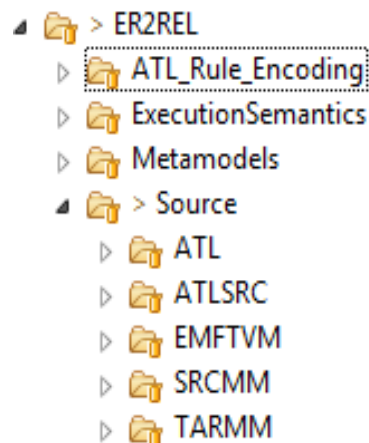 > ER2REL
ATL_Rule_Encoding
ExecutionSemantics
Metamodels
> Source
ATL
ATLSRC
EMFTVM
SRCMM
TARMM